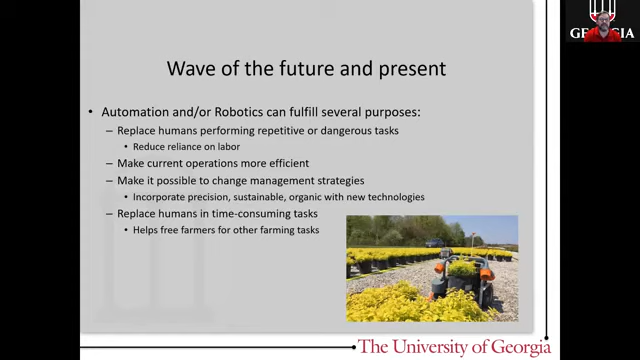 GEORGIA
Wave of the future and present
• Automation and/or Robotics can fulfill several purposes:
– Replace humans performing repetitive or dangerous tasks
• Reduce reliance on labor
– Make current operations more efficient
– Make it possible to change management strategies
• Incorporate precision, sustainable, organic with new technologies
– Replace humans in time-consuming tasks
• Helps free farmers for other farming tasks
The University of Georgia